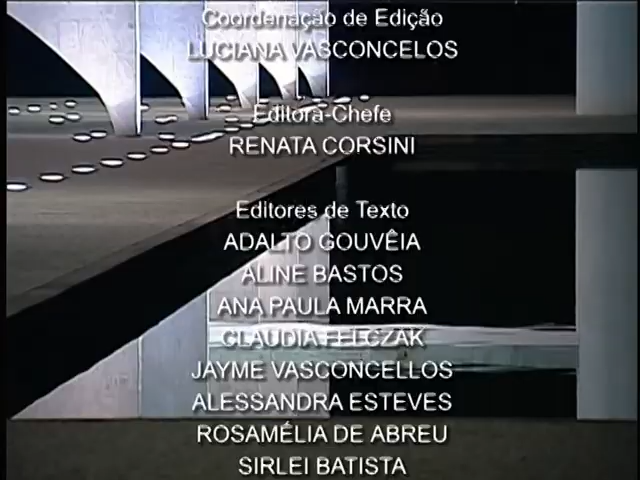 Coordenação de Edição
LUCIANA VASCONCELOS
Editora-Chefe
RENATA CORSINI
Editores de Texto
ADALTO GOUVÊIA
ALINE BASTOS
ANA PAULA MARRA
CLAUDIA FELCZAK
JAYME VASCONCELLOS
ALESSANDRA ESTEVES
ROSAMÉLIA DE ABREU
SIRLEI BATISTA